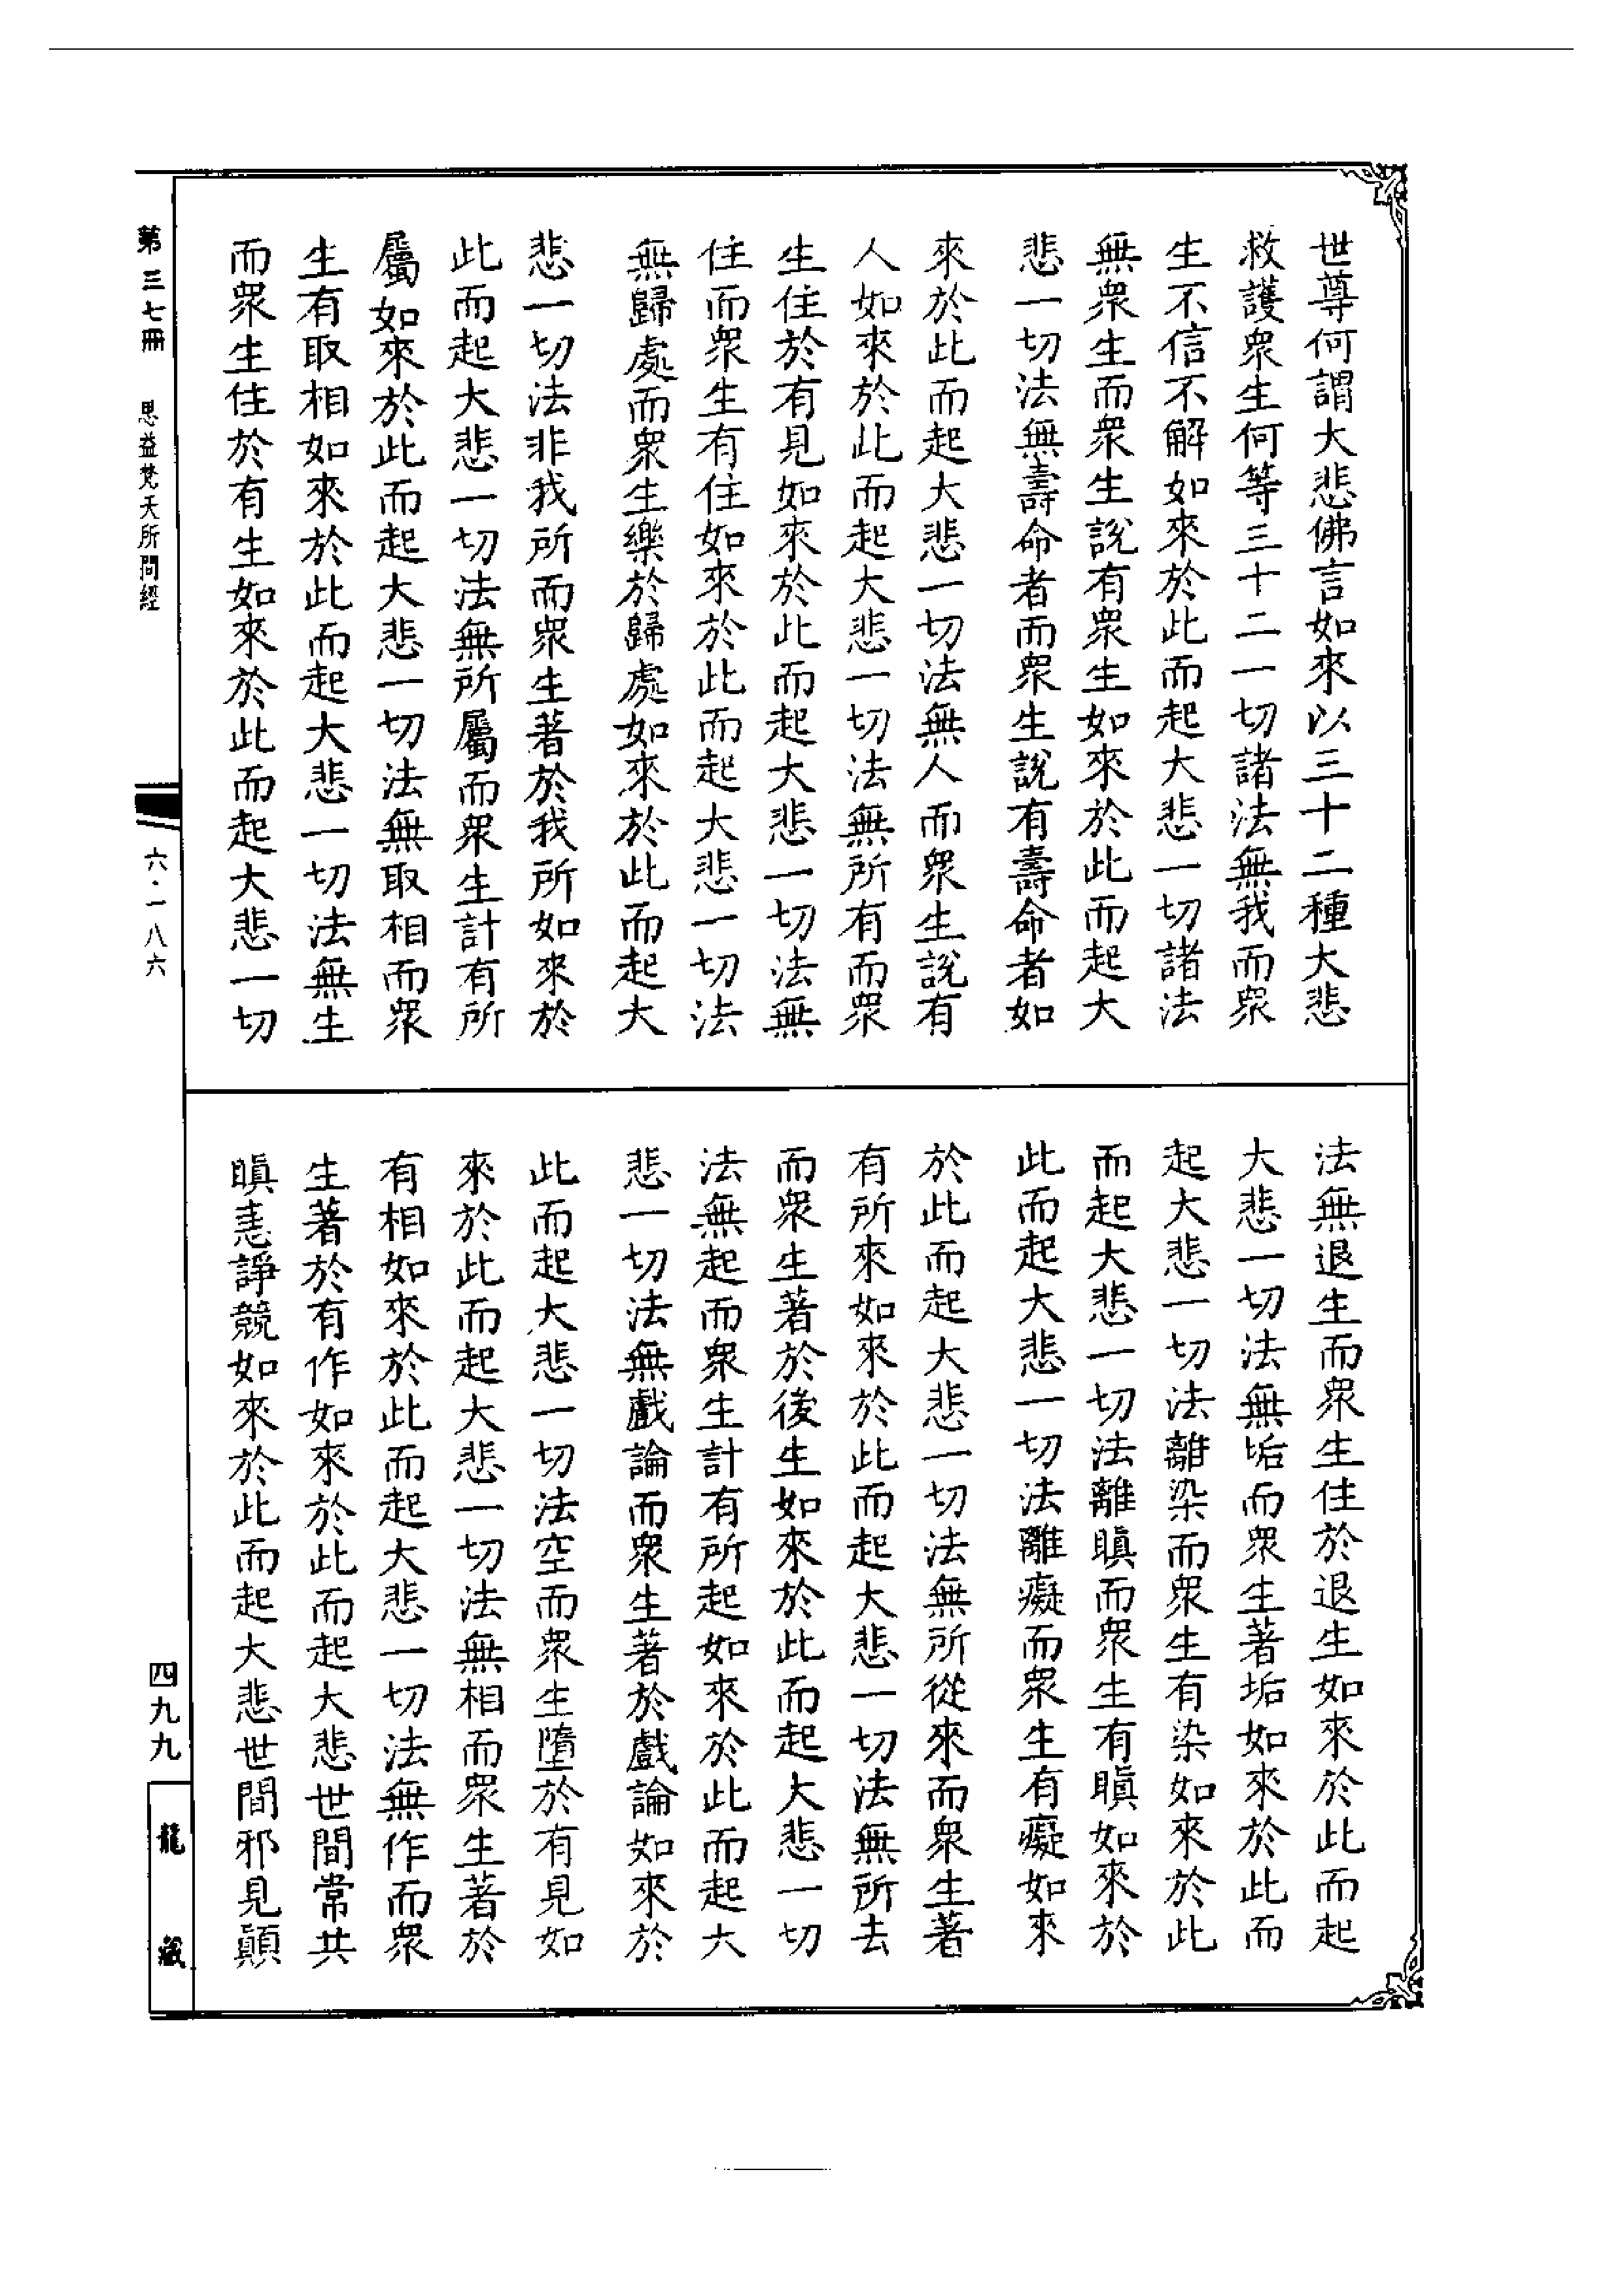 世尊何謂大悲佛言如來以三十二種大悲
救護衆生何等三十二一切諸法無我而衆
生不信不解如來於此而起大悲一切諸法
無衆生而衆生說有衆生如來於此而起大
悲一切法無壽命者而衆生說有壽命者如
來於此而起大悲一切法無人而衆生說有
人如來於此而起大悲一切法無所有而衆
生住於有見如來於此而起大悲一切法無
住而衆生有住如來於此而起大悲一切法
無歸處而衆生樂於歸處如來於此而起大
悲一切法非我所而衆生著於我所如來於
此而起大悲一切法無所屬而衆生計有所
屬如來於此而起大悲一切法無取相而衆
生有取相如來於此而起大悲一切法無生
而衆生住於有生如來於此而起大悲一切
法無退生而衆生住於退生如來於此而起
大悲一切法無垢而衆生著垢如來於此而
起大悲一切法離染而衆生有染如來於此
而起大悲一切法離瞋而衆生有瞋如來於
此而起大悲一切法離癡而衆生有癡如來
於此而起大悲一切法無所從來而衆生著
有所來如來於此而起大悲一切法無所去
而衆生著於後生如來於此而起大悲一切
法無起而衆生計有所起如來於此而起大
悲一切法無戲論而衆生著於戲論如來於
此而起大悲一切法空而衆生墮於有見如
來於此而起大悲一切法無相而衆生著於
有相如來於此而起大悲一切法無作而衆
生著於有作如來於此而起大悲世間常共
瞋恚諍競如來於此而起大悲世間邪見顛
第三七冊 思益梵天所問經 六·一八六 四九九 龍藏